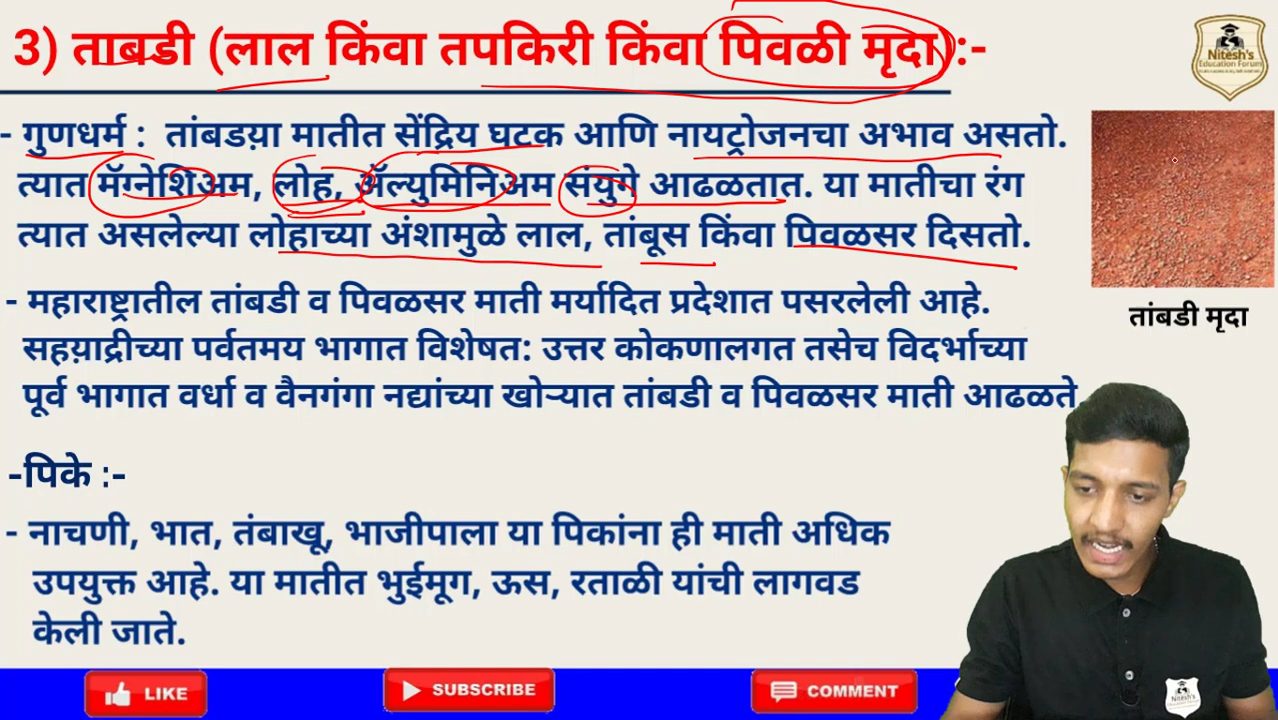 3) ताबडी (लाल किंवा तपकिरी किंवा पिवळी मृदा):-
Nitesh's
Education Forum
- गुणधर्म : तांबडय़ा मातीत सेंद्रिय घटक आणि नायट्रोजनचा अभाव असतो.
त्यात मॅग्नेशिअम, लोह, ॲल्युमिनिअम संयुगे आढळतात. या मातीचा रंग
त्यात असलेल्या लोहाच्या अंशामुळे लाल, तांबूस किंवा पिवळसर दिसतो.
तांबडी मृदा
- महाराष्ट्रातील तांबडी व पिवळसर माती मर्यादित प्रदेशात पसरलेली आहे.
सहय़ाद्रीच्या पर्वतमय भागात विशेषत: उत्तर कोकणालगत तसेच विदर्भाच्या
पूर्व भागात वर्धा व वैनगंगा नद्यांच्या खोऱ्यात तांबडी व पिवळसर माती आढळते.
-पिके :-
- नाचणी, भात, तंबाखू, भाजीपाला या पिकांना ही माती अधिक
उपयुक्त आहे. या मातीत भुईमूग, ऊस, रताळी यांची लागवड
केली जाते.
LIKE
SUBSCRIBE
COMMENT
Nitesh's